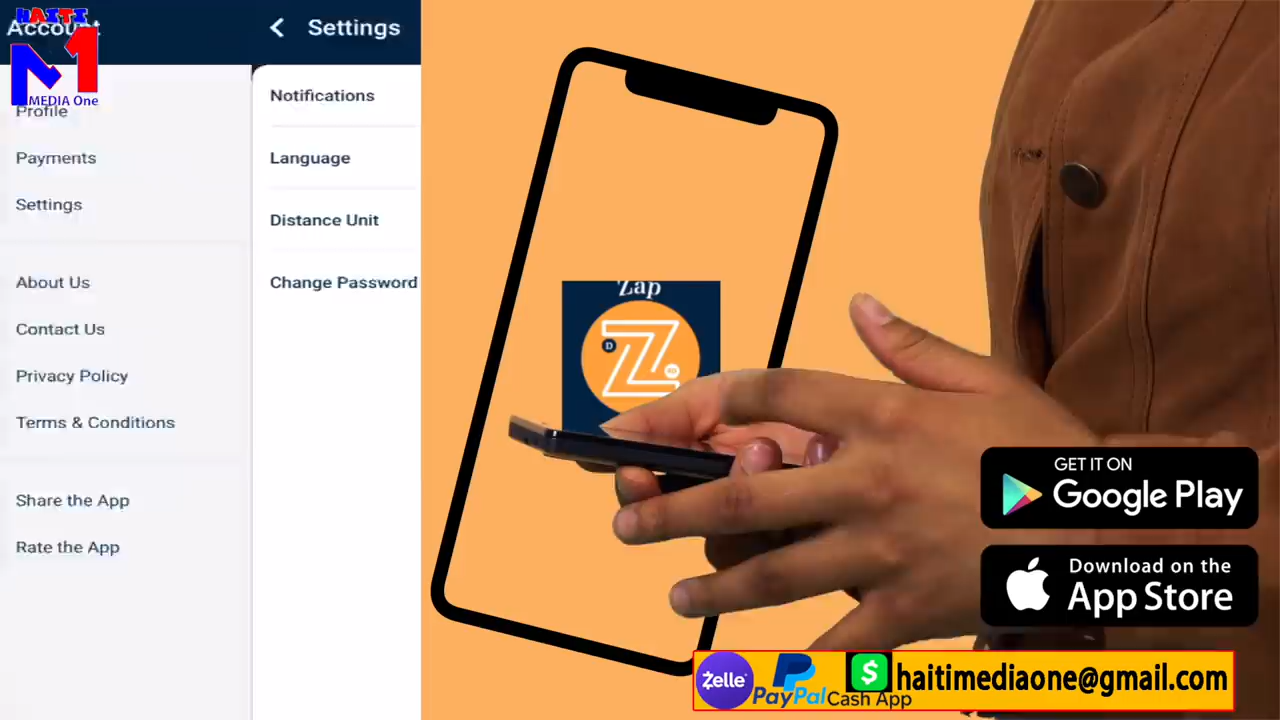 HAITI
M1
MEDIA One
Account
Profile
Payments
Settings
About Us
Contact Us
Privacy Policy
Terms & Conditions
Share the App
Rate the App
Settings
Notifications
Language
Distance Unit
Change Password
Zap
D
Z
GET IT ON
Google Play
Download on the
App Store
Zelle
PayPal
$
Cash App
haitimediaone@gmail.com